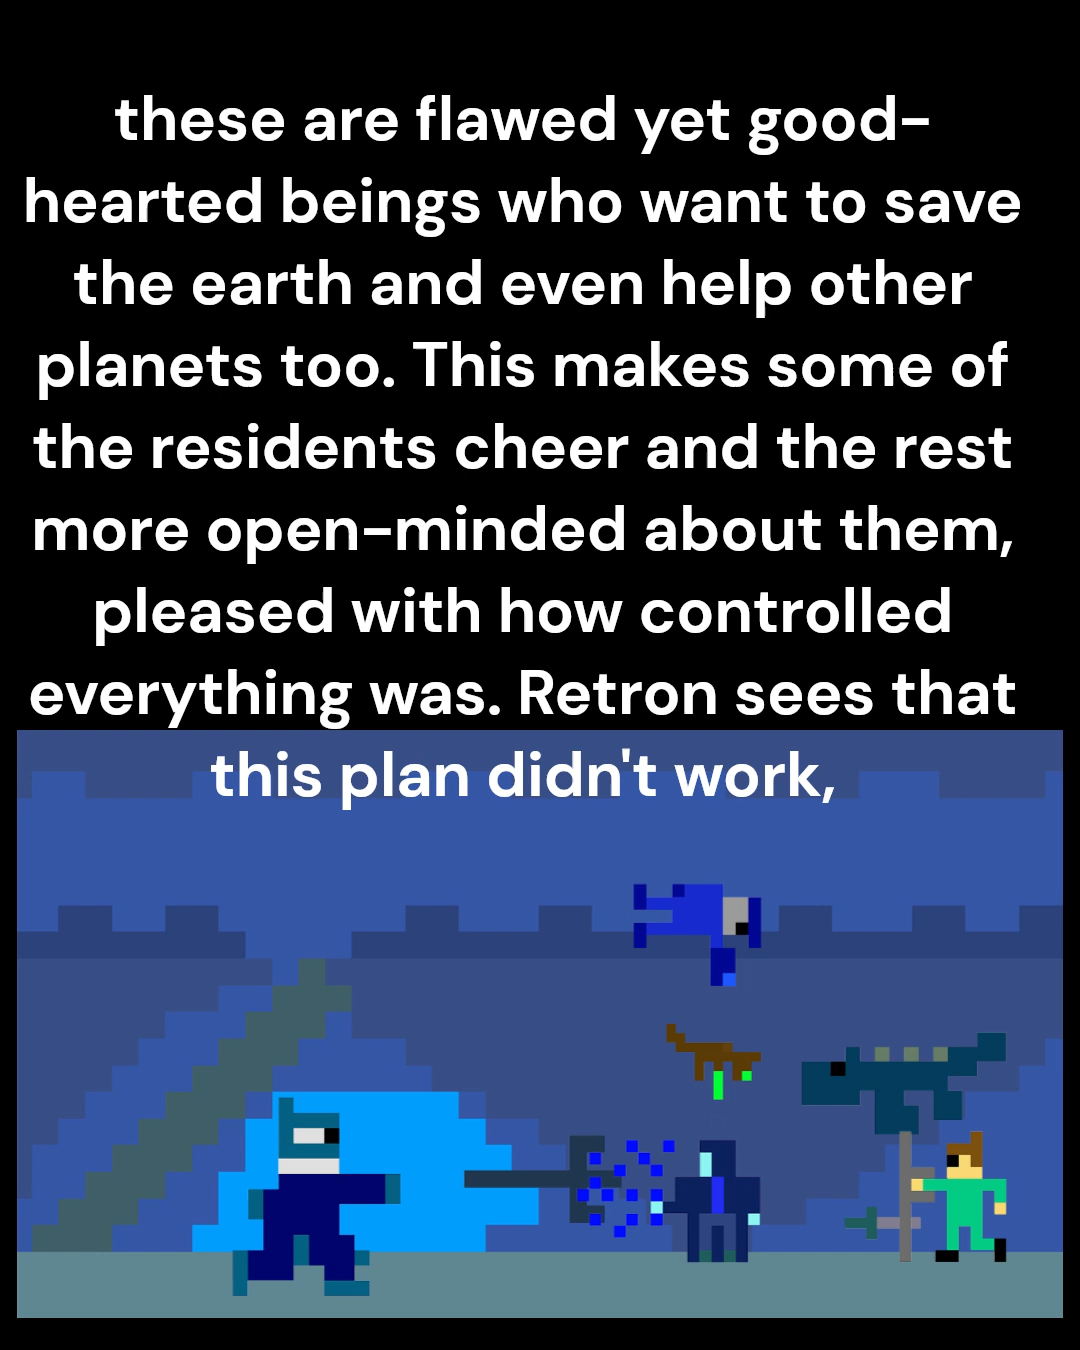 these are flawed yet good-
hearted beings who want to save
the earth and even help other
planets too. This makes some of
the residents cheer and the rest
more open-minded about them,
pleased with how controlled
everything was. Retron sees that
this plan didn't work,